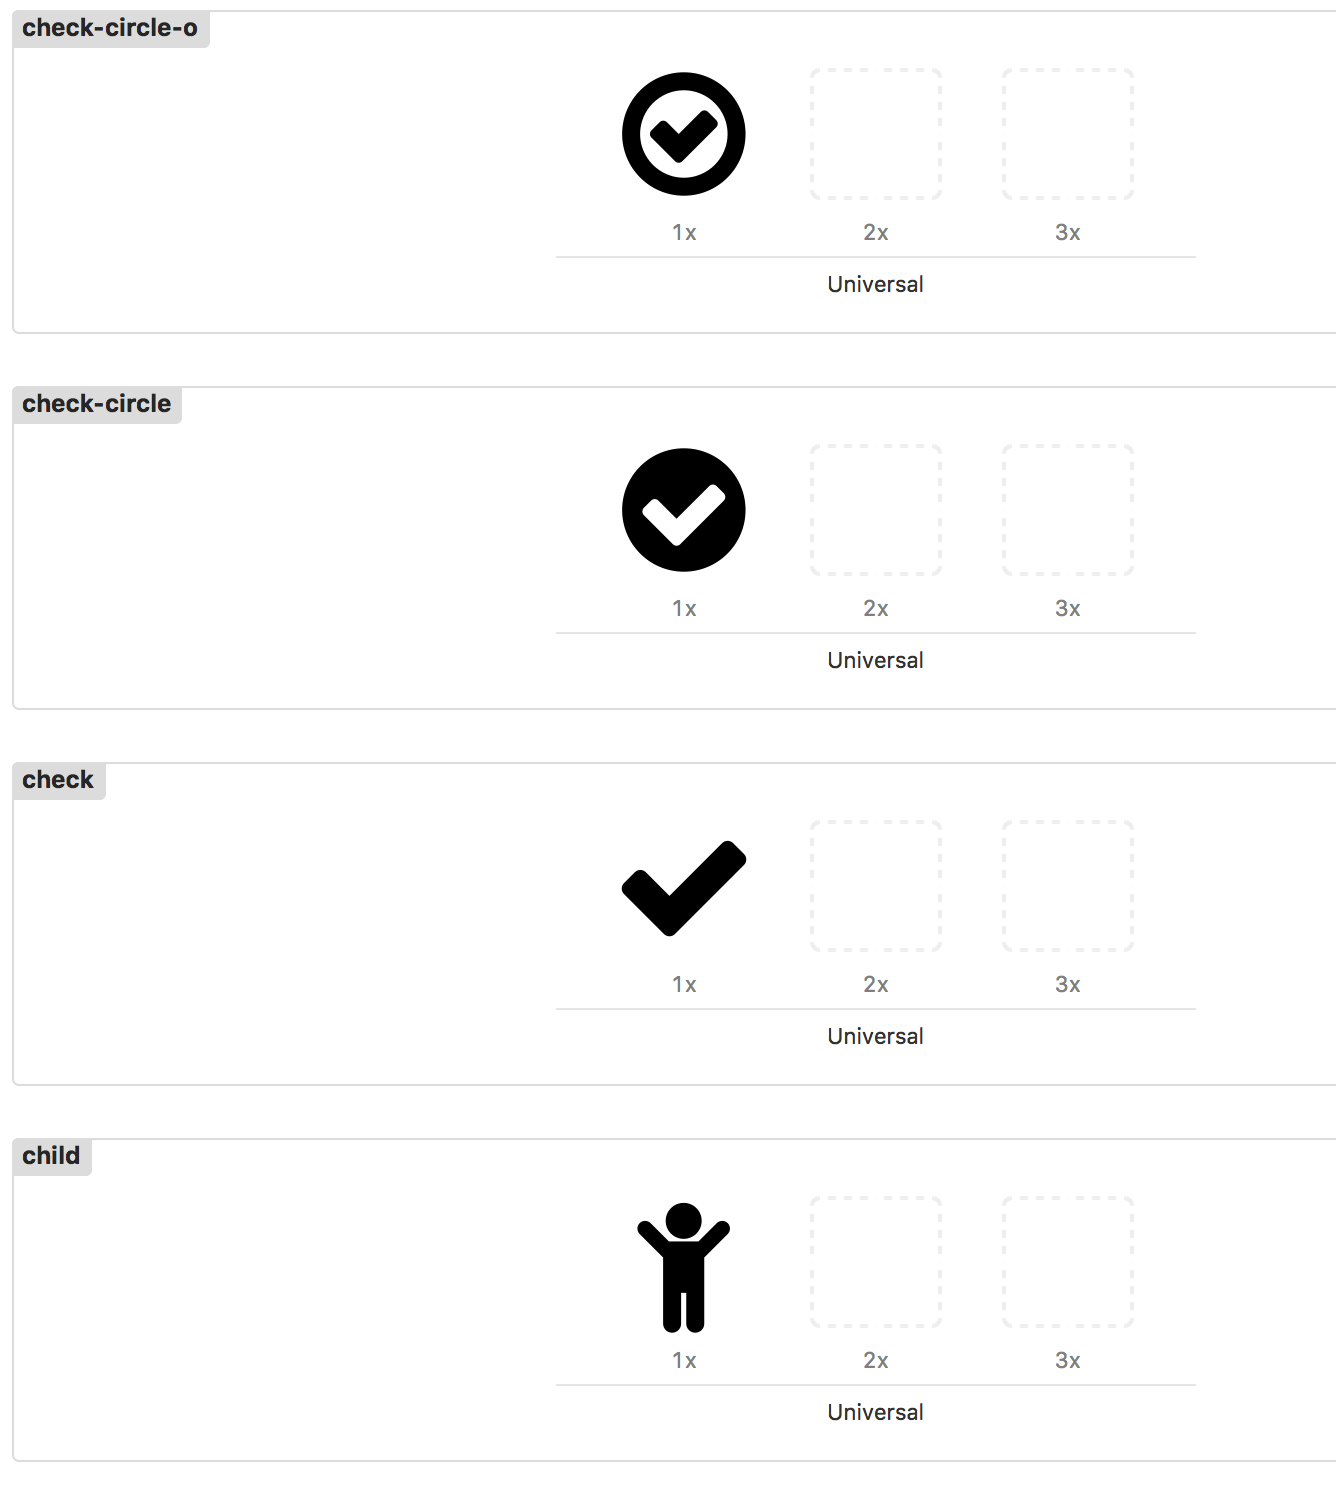 check-circle-o
1x 2x 3x
Universal
check-circle
1x 2x 3x
Universal
check
1x 2x 3x
Universal
child
1x 2x 3x
Universal